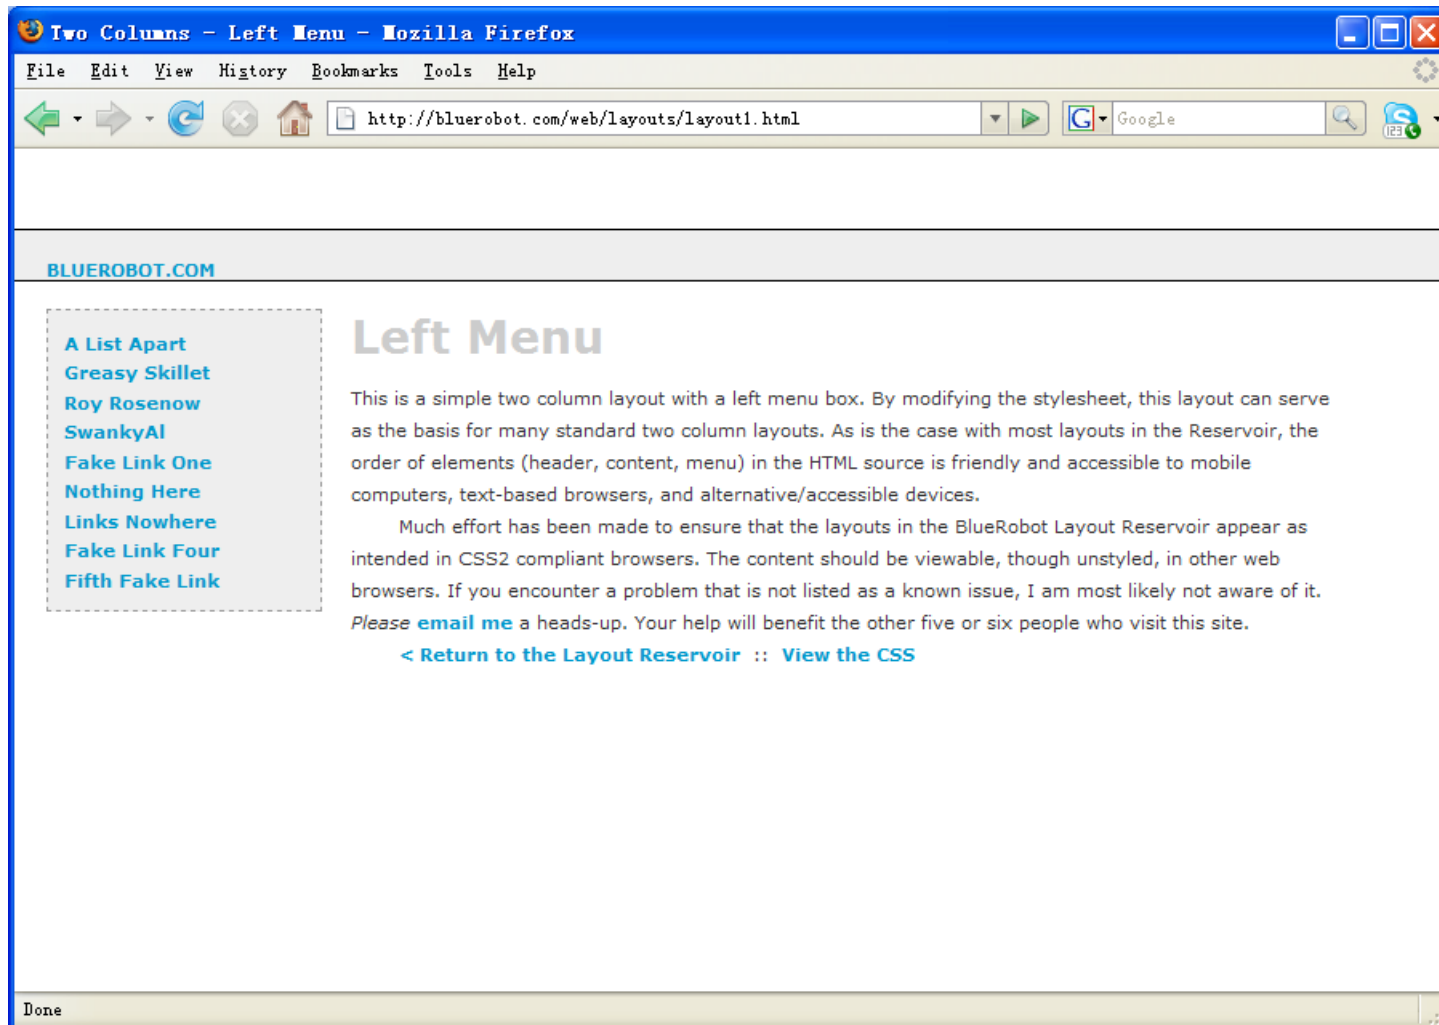 Two Columns - Left Menu - Mozilla Firefox
File Edit View History Bookmarks Tools Help
http://bluerobot.com/web/layouts/layout1.html
G Google
123
BLUEROBOT.COM
A List Apart
Greasy Skillet
Roy Rosenow
SwankyAl
Fake Link One
Nothing Here
Links Nowhere
Fake Link Four
Fifth Fake Link
Left Menu
This is a simple two column layout with a left menu box. By modifying the stylesheet, this layout can serve
as the basis for many standard two column layouts. As is the case with most layouts in the Reservoir, the
order of elements (header, content, menu) in the HTML source is friendly and accessible to mobile
computers, text-based browsers, and alternative/accessible devices.
Much effort has been made to ensure that the layouts in the BlueRobot Layout Reservoir appear as
intended in CSS2 compliant browsers. The content should be viewable, though unstyled, in other web
browsers. If you encounter a problem that is not listed as a known issue, I am most likely not aware of it.
Please email me a heads-up. Your help will benefit the other five or six people who visit this site.
< Return to the Layout Reservoir :: View the CSS
Done